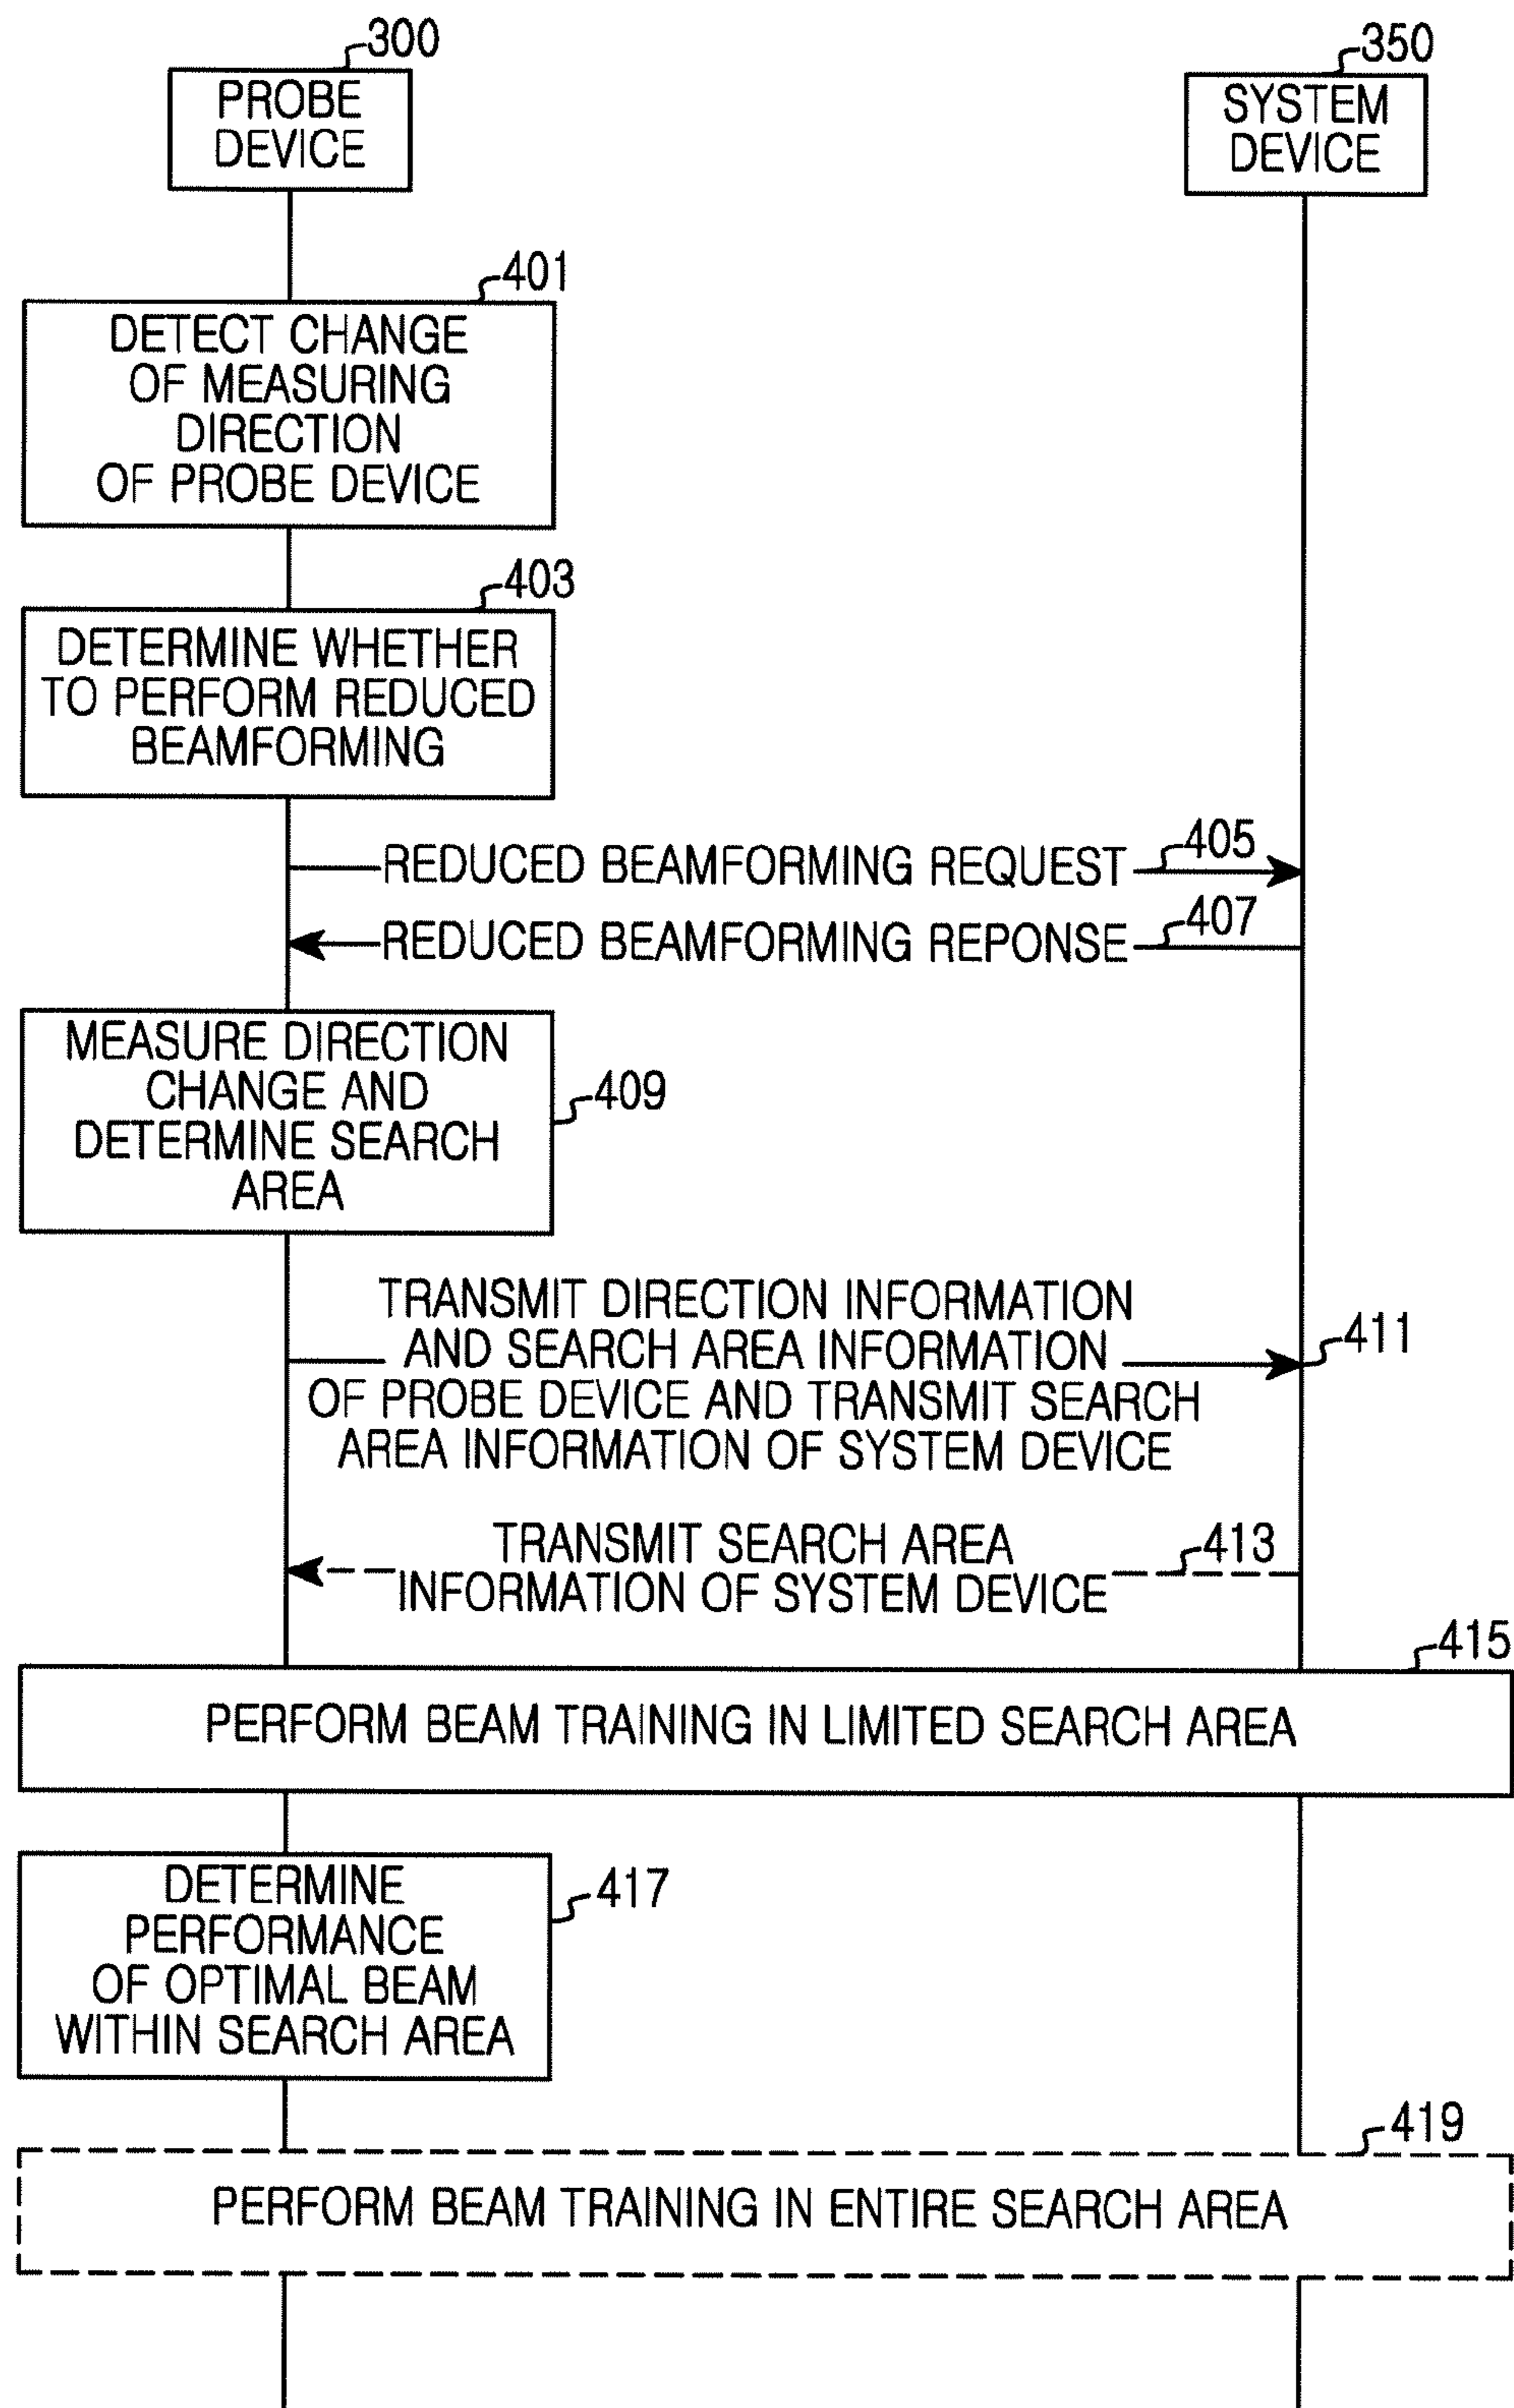 300
PROBE
DEVICE
350
SYSTEM
DEVICE
401
DETECT CHANGE
OF MEASURING
DIRECTION
OF PROBE DEVICE
403
DETERMINE WHETHER
TO PERFORM REDUCED
BEAMFORMING
REDUCED BEAMFORMING REQUEST
405
REDUCED BEAMFORMING REPONSE
407
MEASURE DIRECTION
CHANGE AND
DETERMINE SEARCH
AREA
409
TRANSMIT DIRECTION INFORMATION
AND SEARCH AREA INFORMATION
OF PROBE DEVICE AND TRANSMIT SEARCH
AREA INFORMATION OF SYSTEM DEVICE
411
TRANSMIT SEARCH AREA
INFORMATION OF SYSTEM DEVICE
413
415
PERFORM BEAM TRAINING IN LIMITED SEARCH AREA
DETERMINE
PERFORMANCE
OF OPTIMAL BEAM
WITHIN SEARCH AREA
417
419
PERFORM BEAM TRAINING IN ENTIRE SEARCH AREA